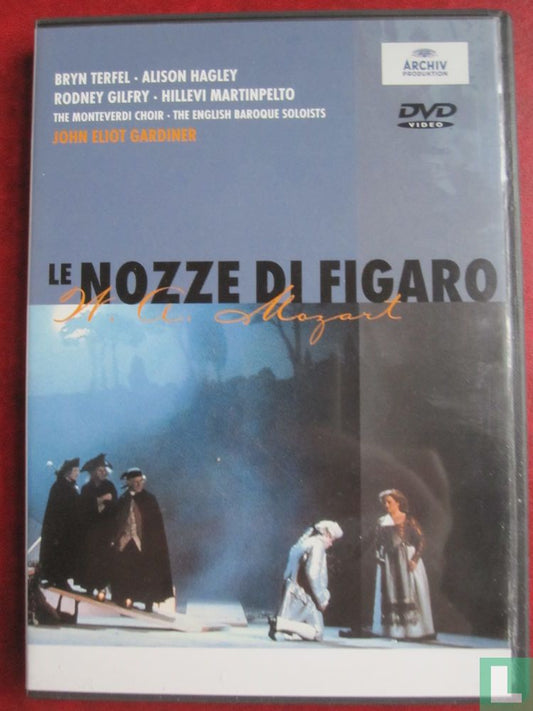 BRYN TERFEL · ALISON HAGLEY
RODNEY GILFRY · HILLEVI MARTINPELTO
THE MONTEVERDI CHOIR · THE ENGLISH BAROQUE SOLOISTS
JOHN ELIOT GARDINER
ARCHIV
PRODUKTION
DVD
VIDEO
LE NOZZE DI FIGARO
W. A. Mozart
L